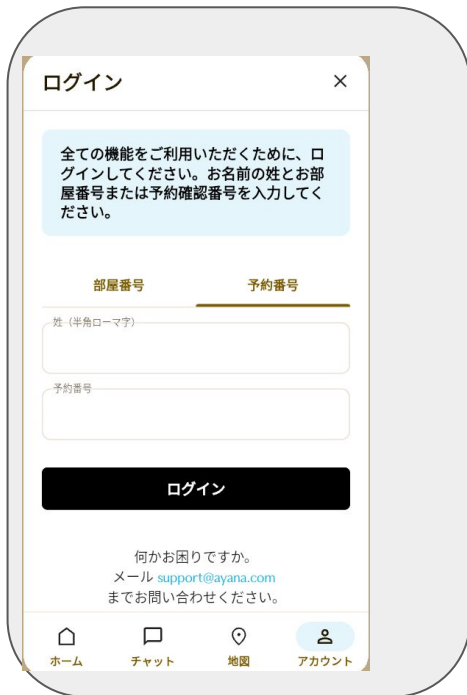 ログイン
全ての機能をご利用いただくために、ロ
グインしてください。お名前の姓とお部
屋番号または予約確認番号を入力してく
ださい。
部屋番号 予約番号
姓（半角ローマ字）
予約番号
ログイン
何かお困りですか。
メール support@ayana.com
までお問い合わせください。
ホーム チャット 地図 アカウント